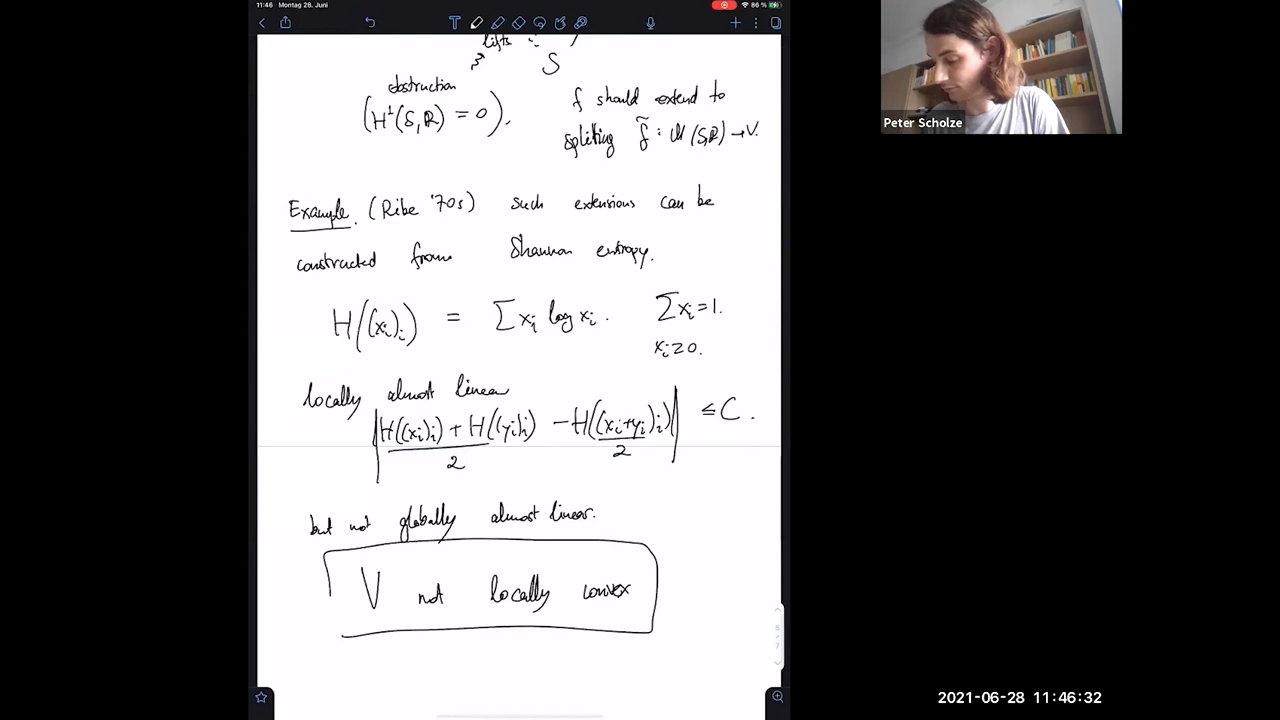 11:46 Montag 28. Juni
86 %
lifts
S
obstruction
(H¹(S, ℝ) = 0),
f should extend to
splitting f̃ : M(S,ℝ) → V.
Example. (Ribe '70s) such extensions can be
constructed from Shannon entropy.
H((xᵢ)ᵢ) = Σ xᵢ log xᵢ. Σxᵢ=1.
xᵢ≥0.
locally almost linear
|(H((xᵢ)ᵢ) + H((yᵢ)ᵢ))/2 − H(((xᵢ+yᵢ)/2)ᵢ)| ≤ C.
but not globally almost linear.
V not locally convex
5
7
Peter Scholze
2021-06-28 11:46:32